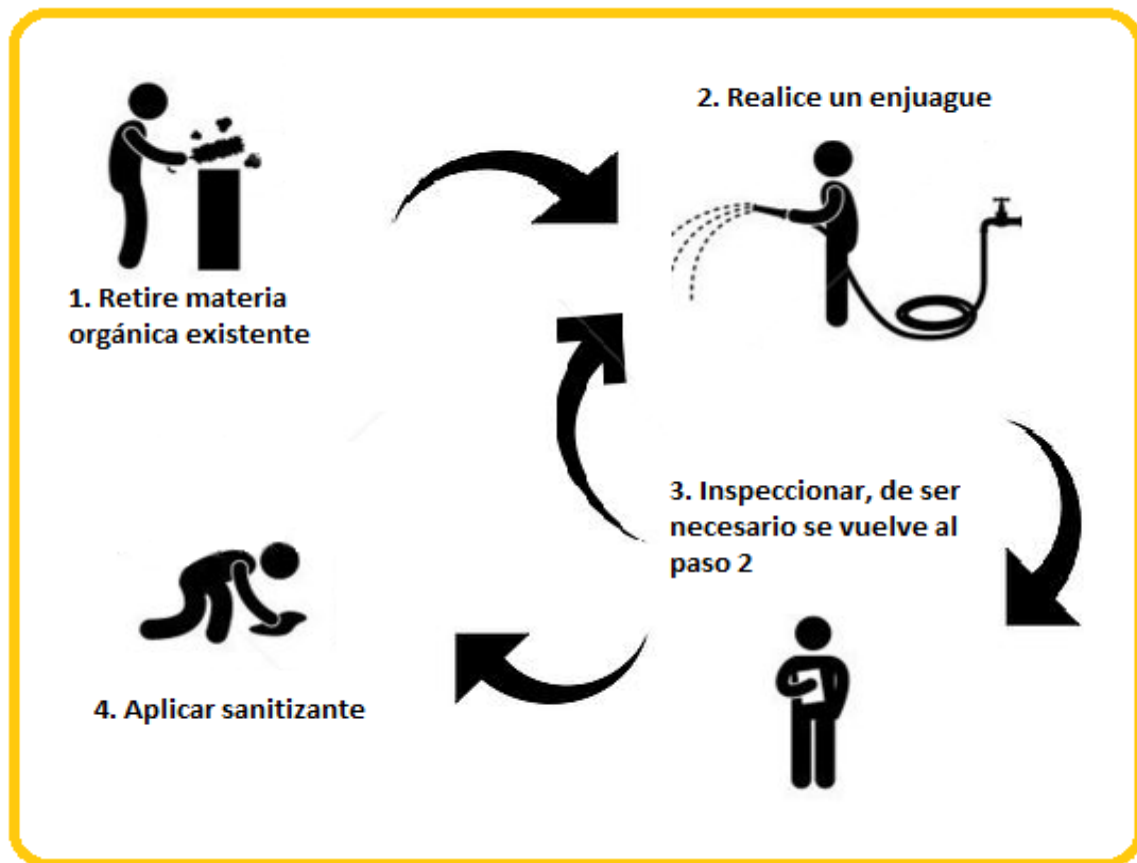 1. Retire materia
orgánica existente
2. Realice un enjuague
3. Inspeccionar, de ser
necesario se vuelve al
paso 2
4. Aplicar sanitizante